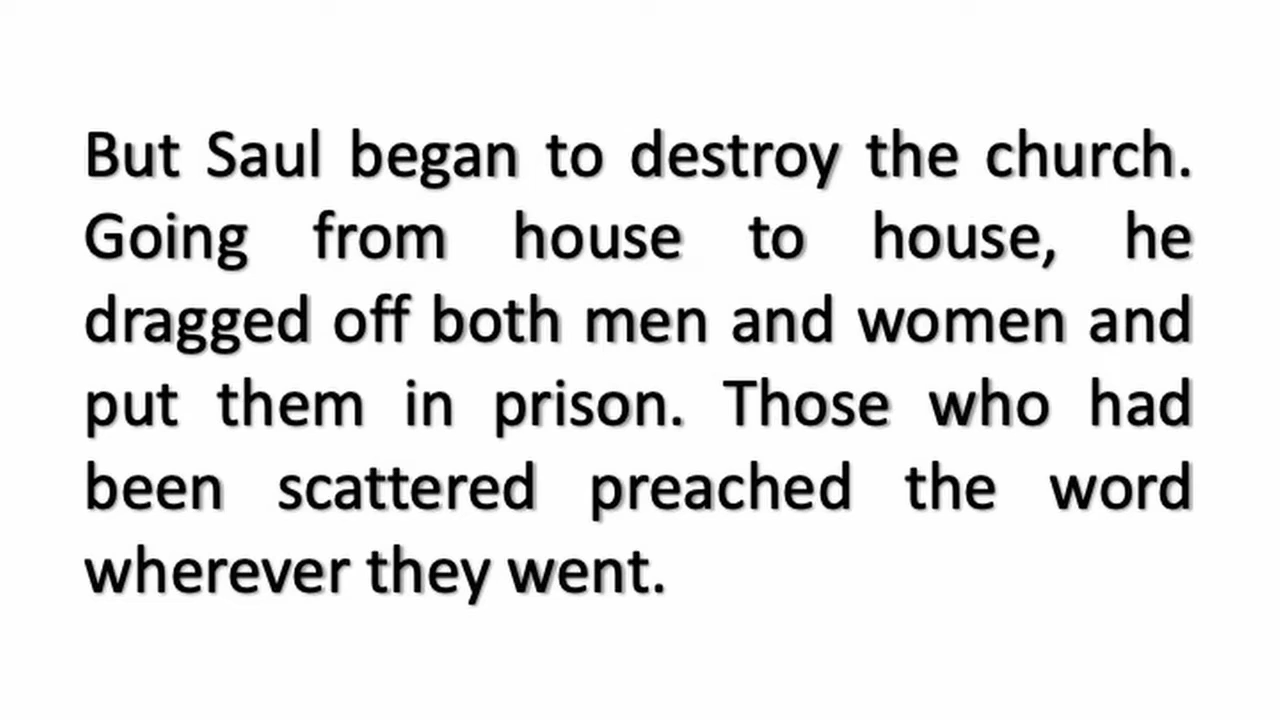 But Saul began to destroy the church.
Going from house to house, he
dragged off both men and women and
put them in prison. Those who had
been scattered preached the word
wherever they went.